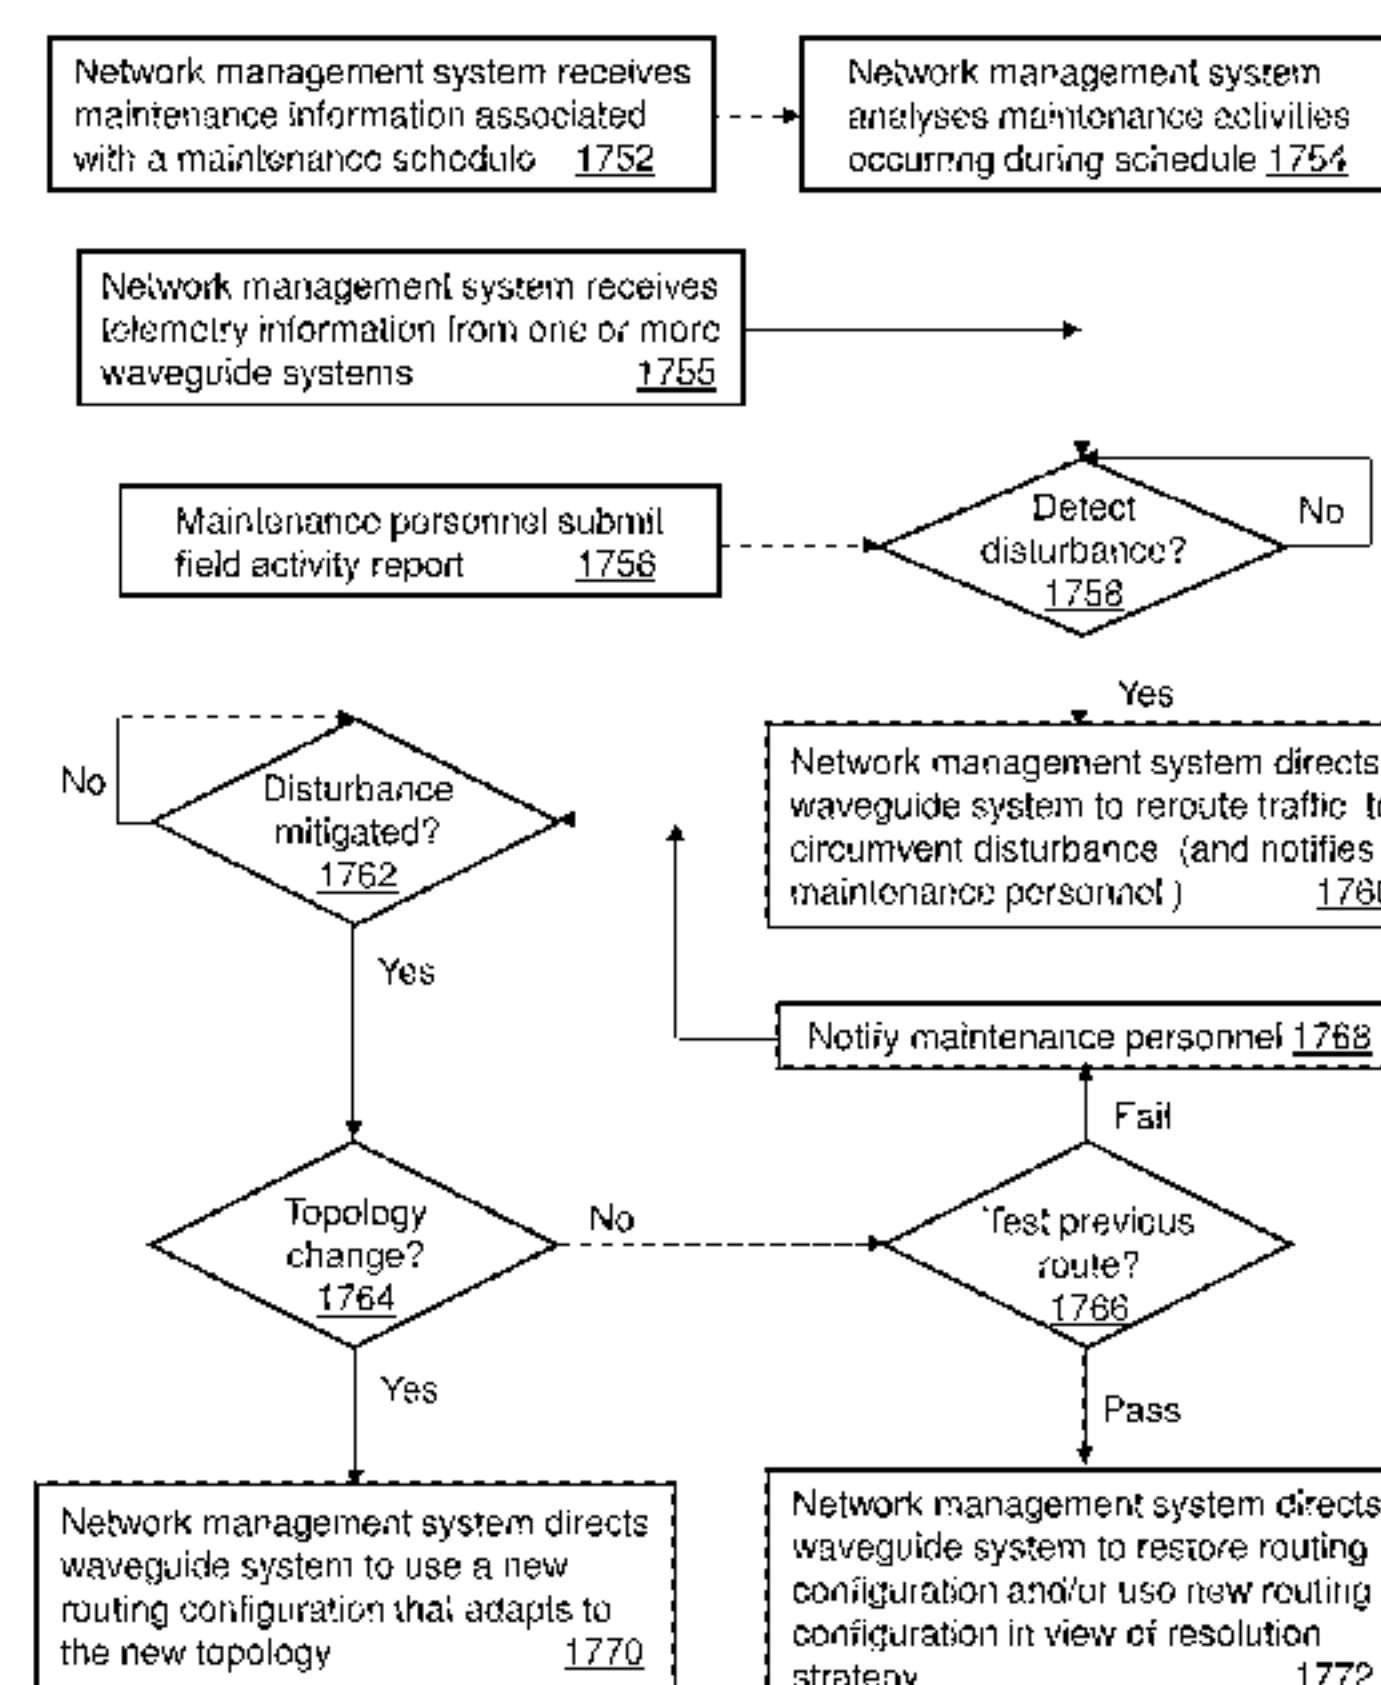 Network management system receives
maintenance information associated
with a maintenance schedule 1752
Network management system
analyses maintenance activities
occurring during schedule 1754
Network management system receives
telemetry information from one or more
waveguide systems 1755
Maintenance personnel submit
field activity report 1756
Detect
disturbance?
1758
No
Yes
Network management system directs
waveguide system to reroute traffic
circumvent disturbance (and notifies
maintenance personnel)
No
Disturbance
mitigated?
1762
Yes
Notify maintenance personnel 1768
Fail
Topology
change?
1764
No
Test previous
route?
1766
Yes
Pass
Network management system directs
waveguide system to use a new
routing configuration that adapts to
the new topology 1770
Network management system directs
waveguide system to restore routing
configuration and/or use new routing
configuration in view of resolution
strategy 1772